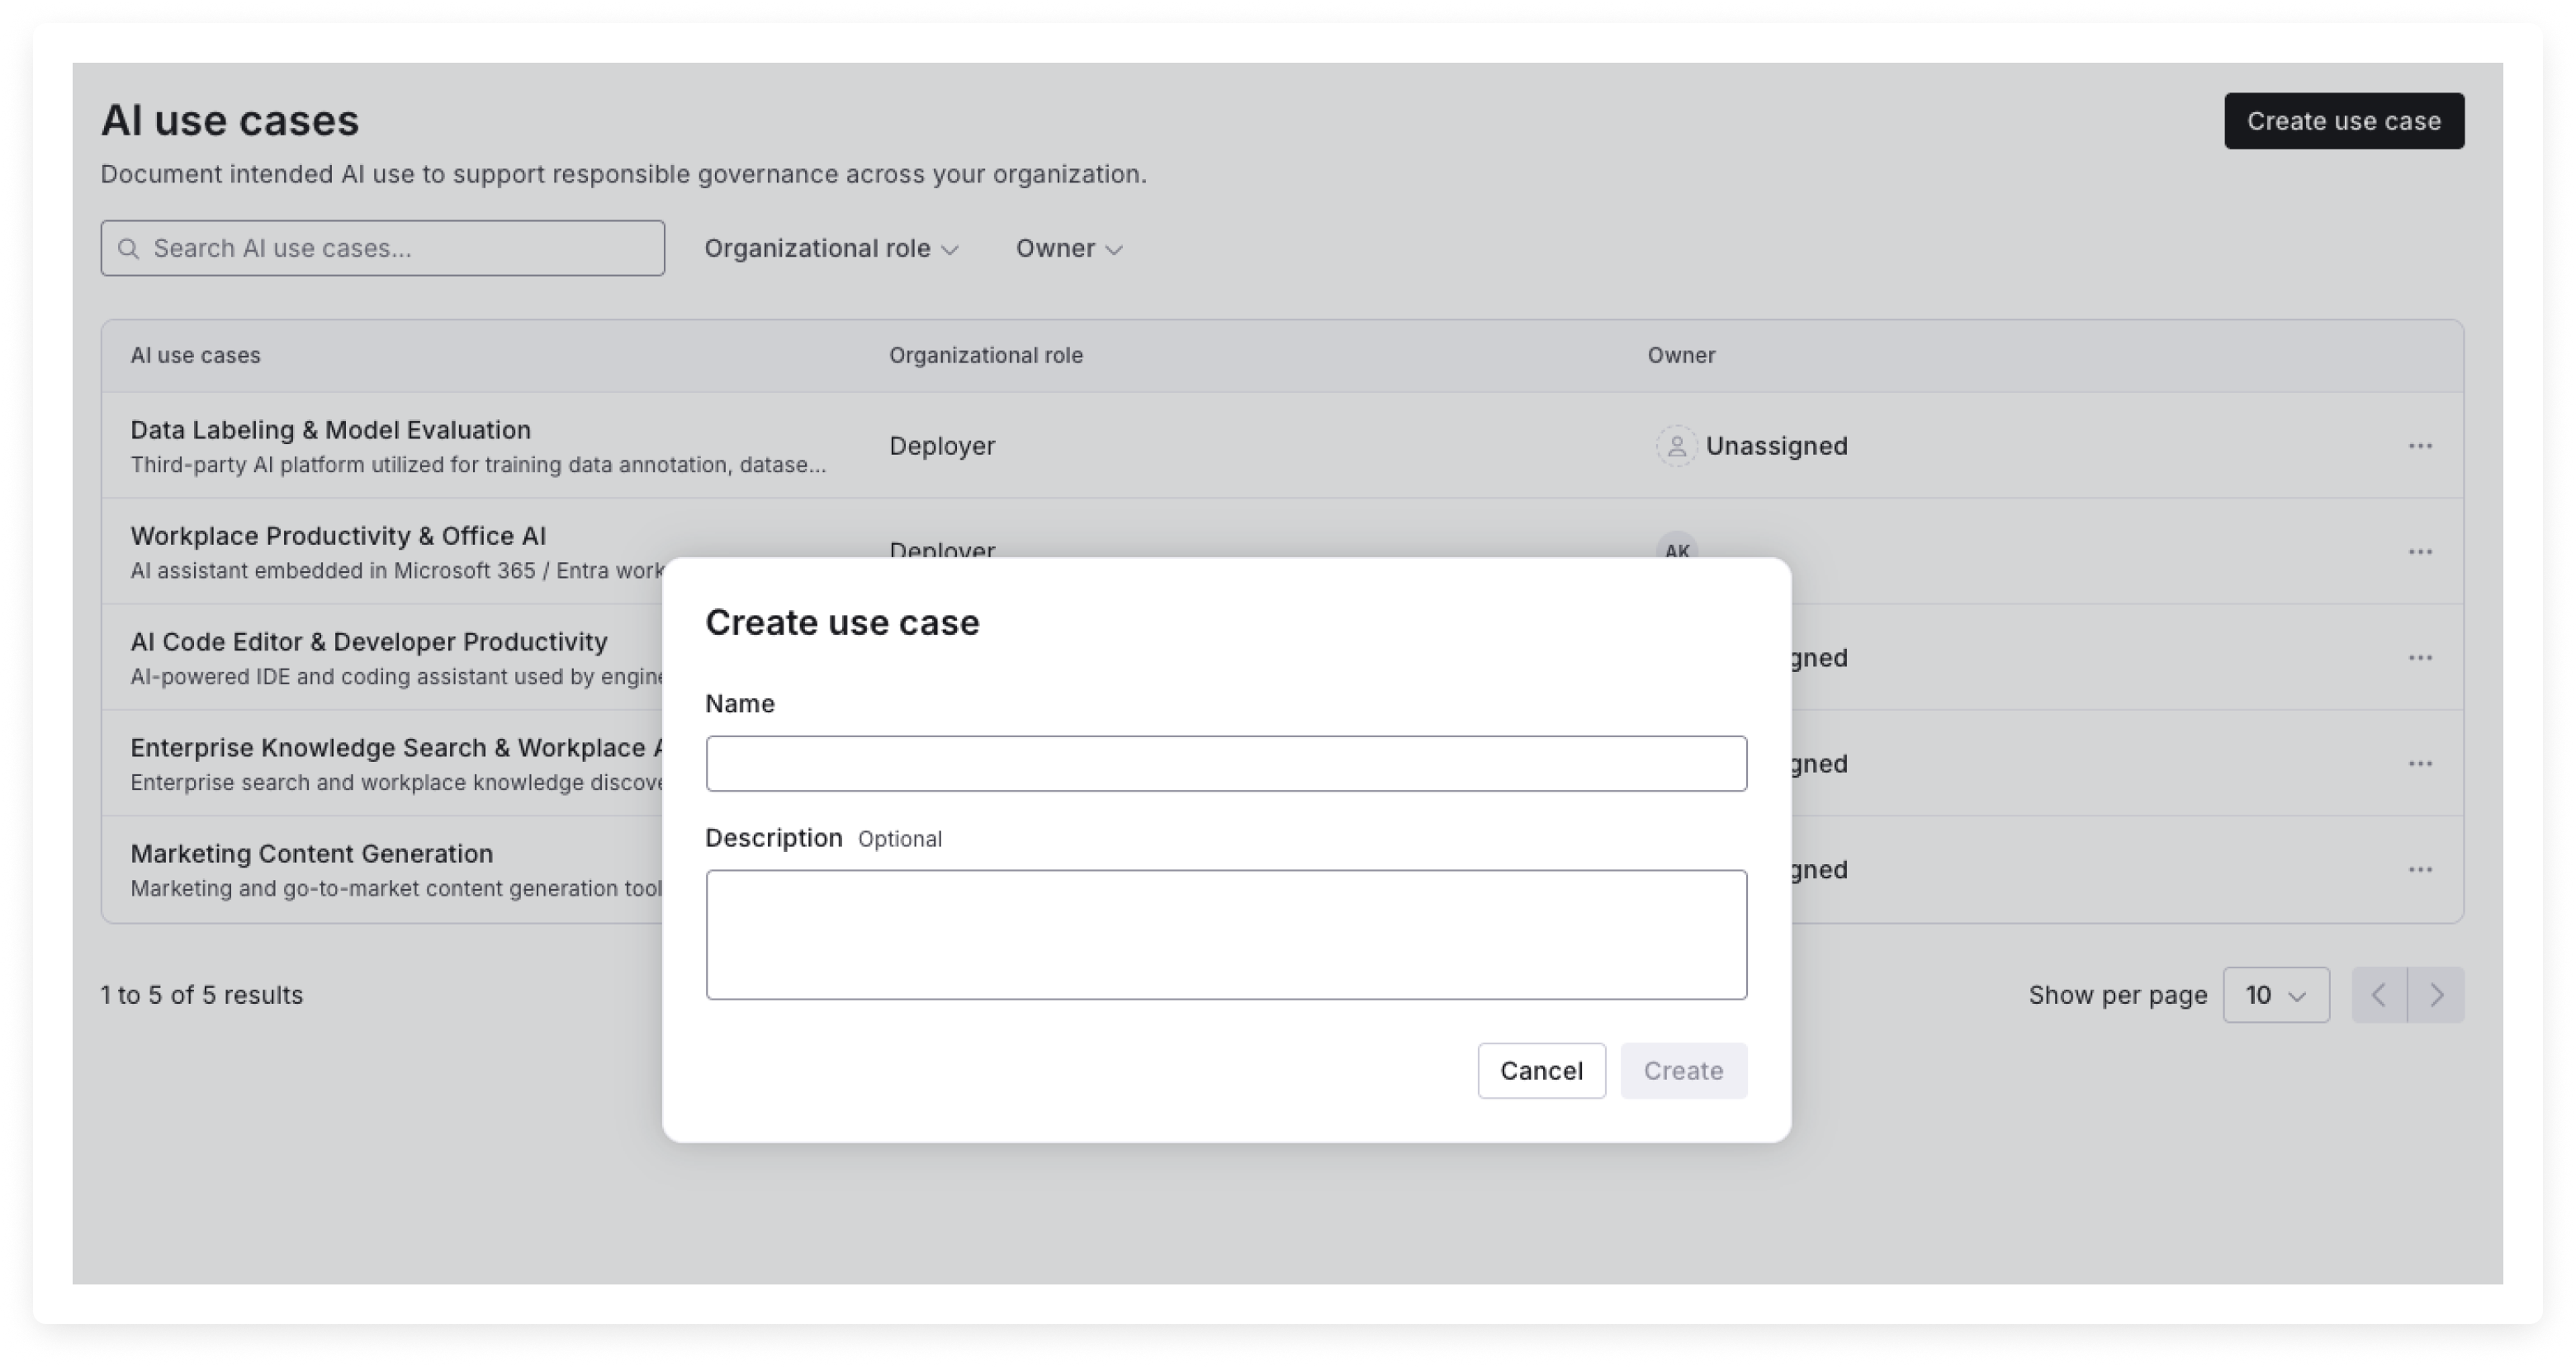 AI use cases
Create use case
Document intended AI use to support responsible governance across your organization.
Search AI use cases...
Organizational role
Owner
AI use cases
Organizational role
Owner
Data Labeling & Model Evaluation
Third-party AI platform utilized for training data annotation, datase...
Deployer
Unassigned
Workplace Productivity & Office AI
AI assistant embedded in Microsoft 365 / Entra work
Deployer
AK
AI Code Editor & Developer Productivity
AI-powered IDE and coding assistant used by engine
gned
Enterprise Knowledge Search & Workplace A
Enterprise search and workplace knowledge discove
gned
Marketing Content Generation
Marketing and go-to-market content generation tool
gned
1 to 5 of 5 results
Show per page
10
Create use case
Name
Description Optional
Cancel
Create